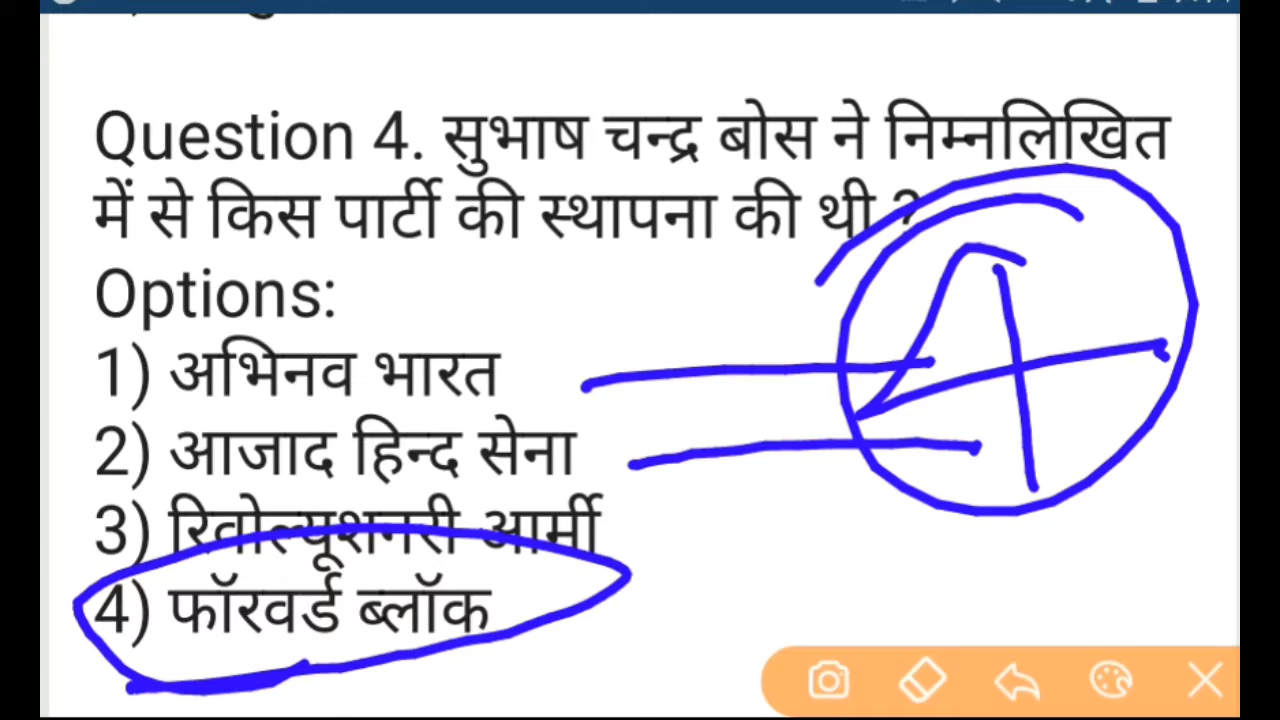 Question 4. सुभाष चन्द्र बोस ने निम्नलिखित
में से किस पार्टी की स्थापना की थी ?
Options:
1) अभिनव भारत
2) आजाद हिन्द सेना
3) रिवोल्यूशनरी आर्मी
4) फॉरवर्ड ब्लॉक
4